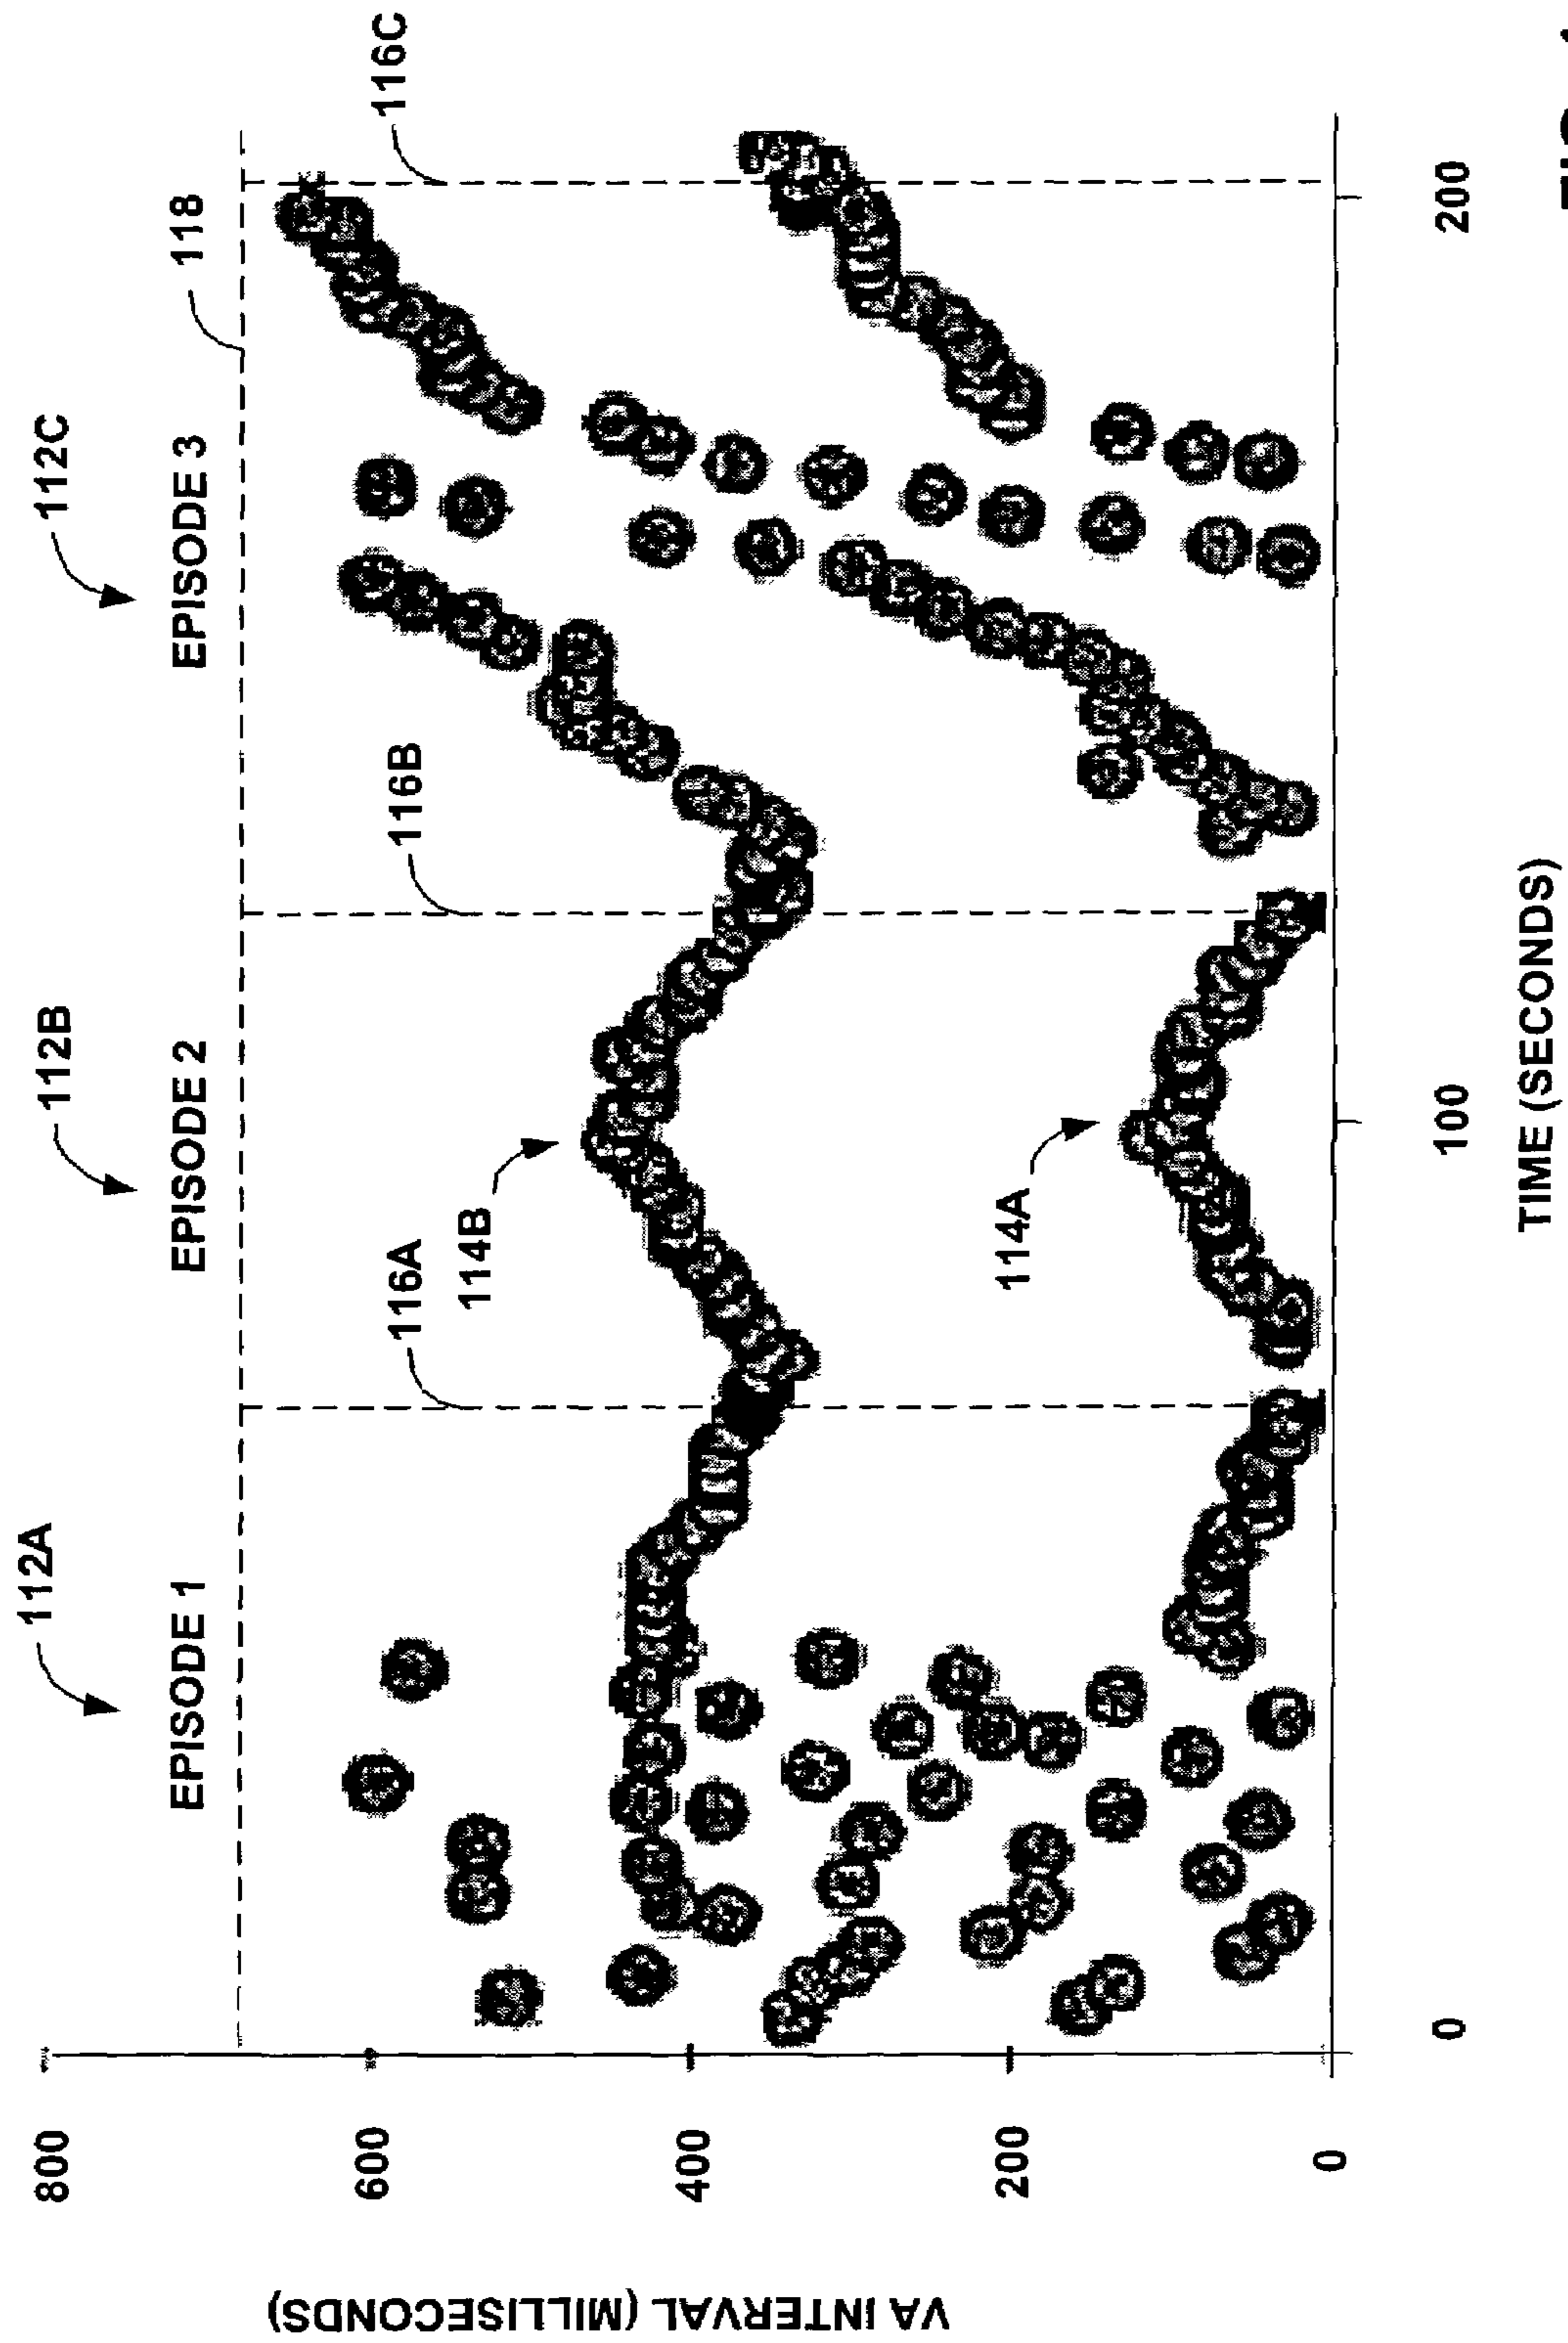 112A
112B
112C
EPISODE 1
EPISODE 2
EPISODE 3
118
116A
116B
116C
114B
114A
800
600
400
200
0
VA INTERVAL (MILLISECONDS)
0
100
200
TIME (SECONDS)